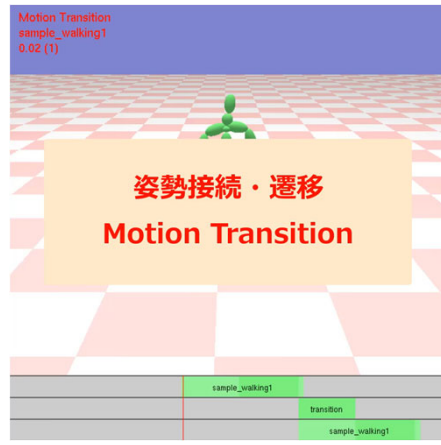 Motion Transition
sample_walking1
0.02 (1)
姿勢接続・遷移
Motion Transition
sample_walking1
transition
sample_walking1